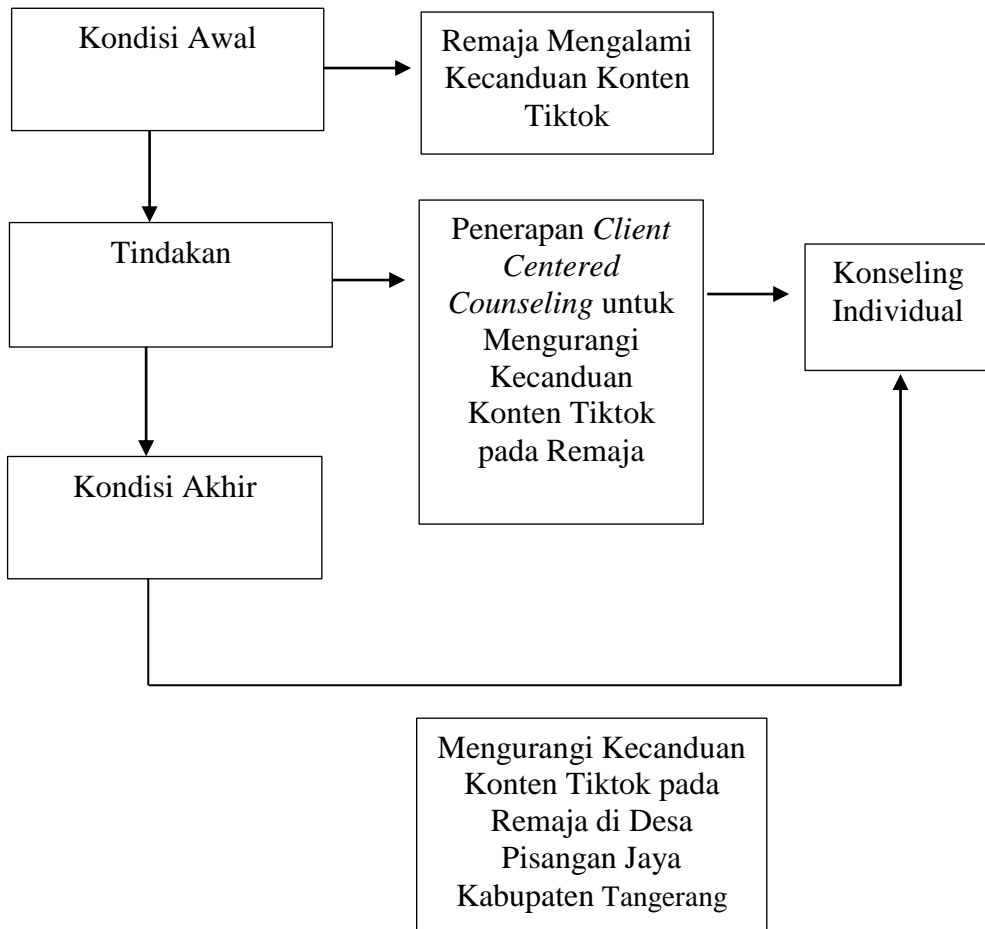 Kondisi Awal
Remaja Mengalami
Kecanduan Konten
Tiktok
Tindakan
Penerapan Client
Centered
Counseling untuk
Mengurangi
Kecanduan
Konten Tiktok
pada Remaja
Konseling
Individual
Kondisi Akhir
Mengurangi Kecanduan
Konten Tiktok pada
Remaja di Desa
Pisangan Jaya
Kabupaten Tangerang